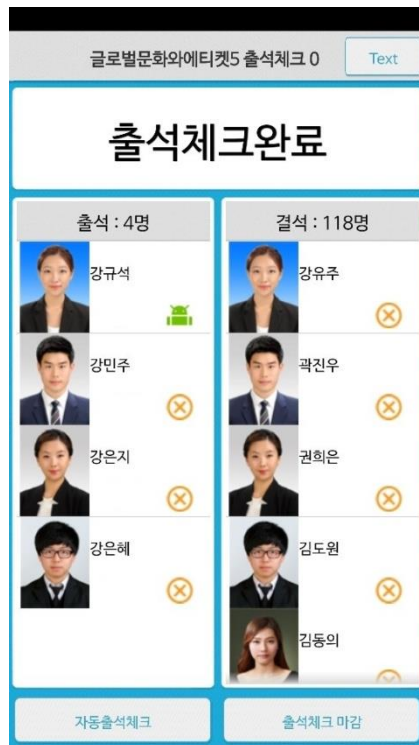 글로벌문화와에티켓5 출석체크 0
Text
출석체크완료
출석 : 4명
강규석
강민주
강은지
강은혜
결석 : 118명
강유주
곽진우
권희은
김도원
김동의
자동출석체크
출석체크 마감